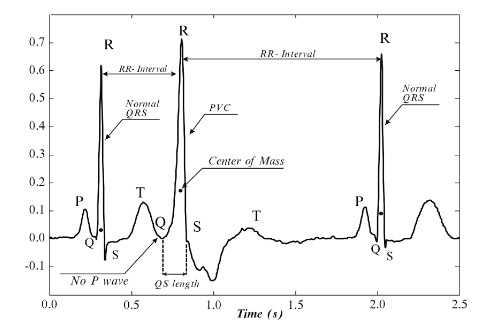 R
R
R
0.7
RR- Interval
0.6
RR- Interval
0.5
Normal
QRS
PVC
Normal
QRS
0.4
0.3
Center of Mass
0.2
P
T
Q
S
T
P
0.1
Q
S
Q
S
0.0
-0.1
No P wave
QS length
0.0
0.5
1.0
1.5
2.0
2.5
Time (s)